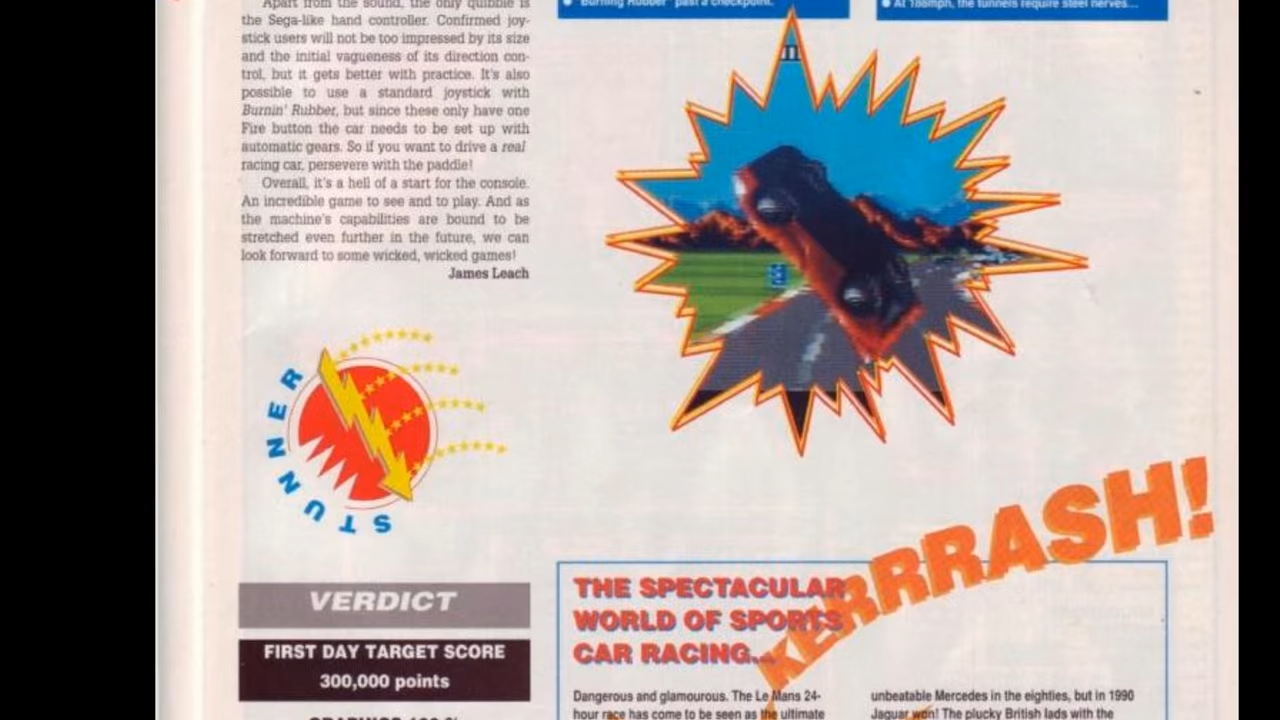 Apart from the sound, the only quibble is
the Sega-like hand controller. Confirmed joy-
stick users will not be too impressed by its size
and the initial vagueness of its direction con-
trol, but it gets better with practice. It's also
possible to use a standard joystick with
Burnin' Rubber, but since these only have one
Fire button the car needs to be set up with
automatic gears. So if you want to drive a real
racing car, persevere with the paddle!
Overall, it's a hell of a start for the console.
An incredible game to see and to play. And as
the machine's capabilities are bound to be
stretched even further in the future, we can
look forward to some wicked, wicked games!
James Leach
STUNNER
VERDICT
FIRST DAY TARGET SCORE
300,000 points
● "Burning Rubber" past a checkpoint.
● At 188mph, the tunnels require steel nerves...
KERRRRASH!
THE SPECTACULAR
WORLD OF SPORTS
CAR RACING...
Dangerous and glamourous. The Le Mans 24-
hour race has come to be seen as the ultimate
unbeatable Mercedes in the eighties, but in 1990
Jaguar won! The plucky British lads with the